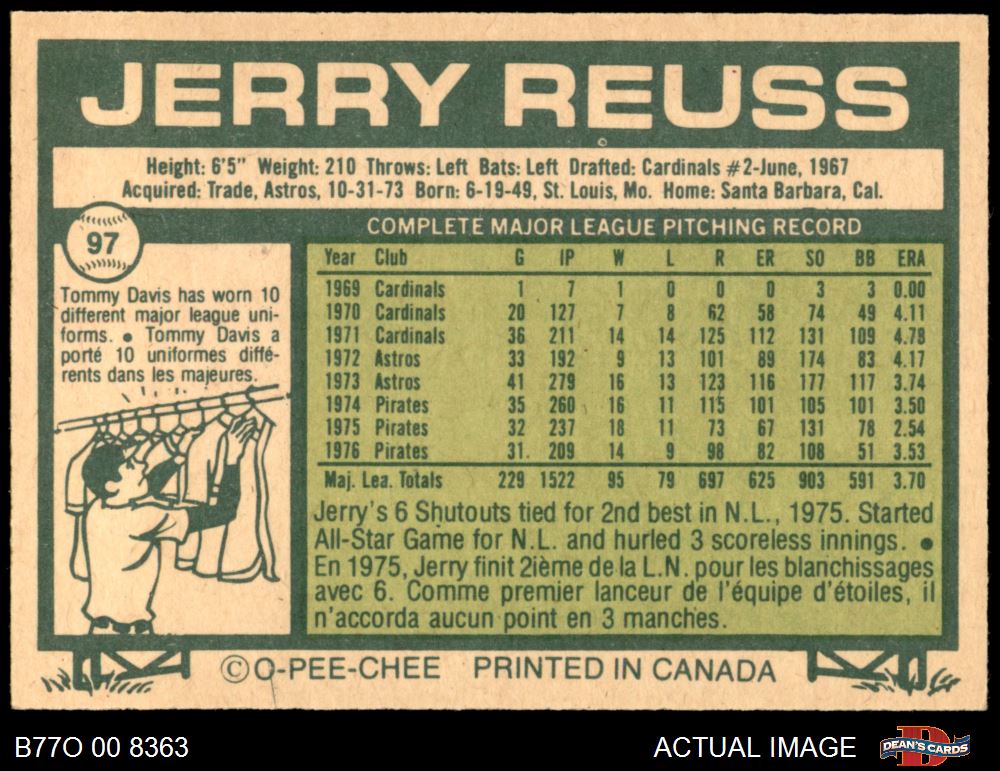 JERRY REUSS
Height: 6'5" Weight: 210 Throws: Left Bats: Left Drafted: Cardinals #2-June, 1967
Acquired: Trade, Astros, 10-31-73 Born: 6-19-49, St. Louis, Mo. Home: Santa Barbara, Cal.
97
Tommy Davis has worn 10
different major league uni-
forms. ● Tommy Davis a
porté 10 uniformes diffé-
rents dans les majeures.
COMPLETE MAJOR LEAGUE PITCHING RECORD
Year Club G IP W L R ER SO BB ERA
1969 Cardinals 1 7 1 0 0 0 3 3 0.00
1970 Cardinals 20 127 7 8 62 58 74 49 4.11
1971 Cardinals 36 211 14 14 125 112 131 109 4.78
1972 Astros 33 192 9 13 101 89 174 83 4.17
1973 Astros 41 279 16 13 123 116 177 117 3.74
1974 Pirates 35 260 16 11 115 101 105 101 3.50
1975 Pirates 32 237 18 11 73 67 131 78 2.54
1976 Pirates 31. 209 14 9 98 82 108 51 3.53
Maj. Lea. Totals 229 1522 95 79 697 625 903 591 3.70
Jerry's 6 Shutouts tied for 2nd best in N.L., 1975. Started
All-Star Game for N.L. and hurled 3 scoreless innings. ●
En 1975, Jerry finit 2ième de la L.N. pour les blanchissages
avec 6. Comme premier lanceur de l'équipe d'étoiles, il
n'accorda aucun point en 3 manches.
©O-PEE-CHEE PRINTED IN CANADA
B77O 00 8363
ACTUAL IMAGE
DEAN'S CARDS